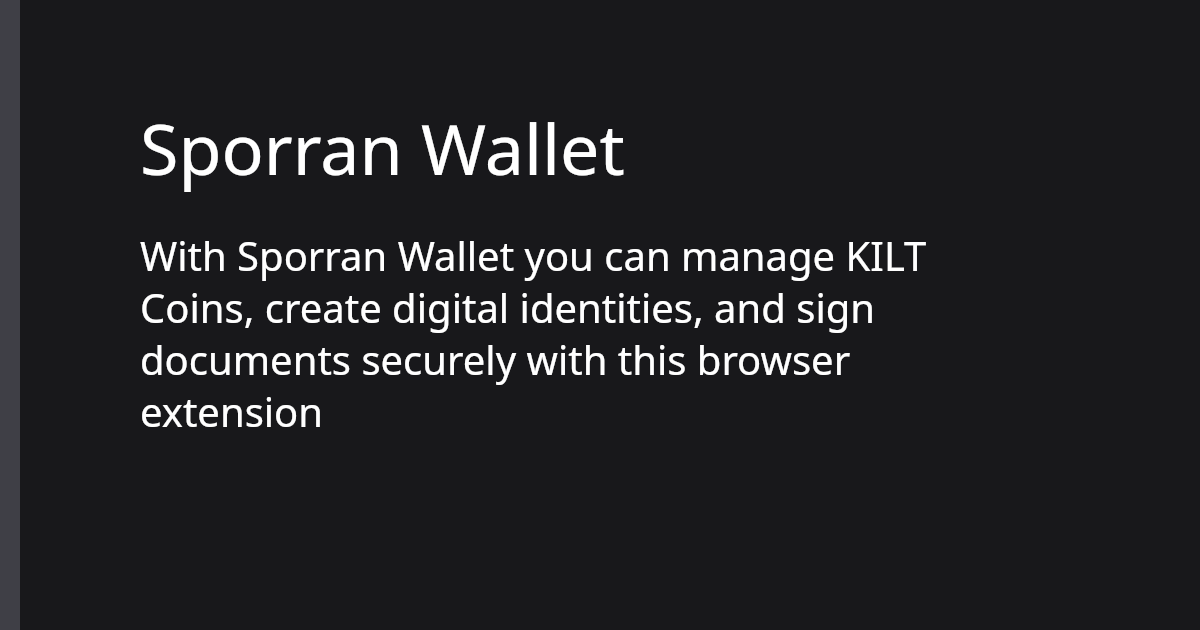 Sporran Wallet
With Sporran Wallet you can manage KILT
Coins, create digital identities, and sign
documents securely with this browser
extension